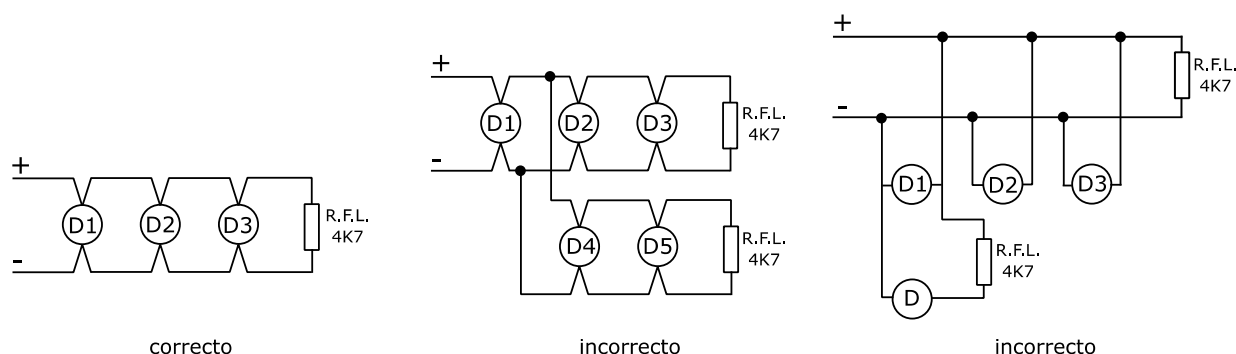 +
D1 D2 D3
R.F.L.
4K7
-
correcto
+
D1 D2 D3
R.F.L.
4K7
-
D4 D5
R.F.L.
4K7
incorrecto
+
R.F.L.
4K7
-
D1 D2 D3
R.F.L.
4K7
D
incorrecto